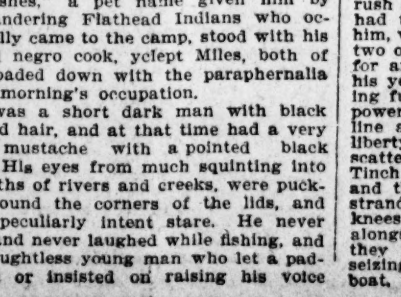 shes, a pet name given him by
ndering Flathead Indians who oc-
lly came to the camp, stood with his
negro cook, yclept Miles, both of
oaded down with the paraphernalia
morning's occupation.
was a short dark man with black
d hair, and at that time had a very
mustache with a pointed black
His eyes from much squinting into
ths of rivers and creeks, were puck-
ound the corners of the lids, and
peculiarly intent stare. He never
and never laughed while fishing, and
ughtless young man who let a pad-
or insisted on raising his voice
rush
had t
him, v
two o
for a
his ye
ing fu
power
line a
liberty
scatte
Tinch
and t
strand
knees
alongs
they
seizing
boat.